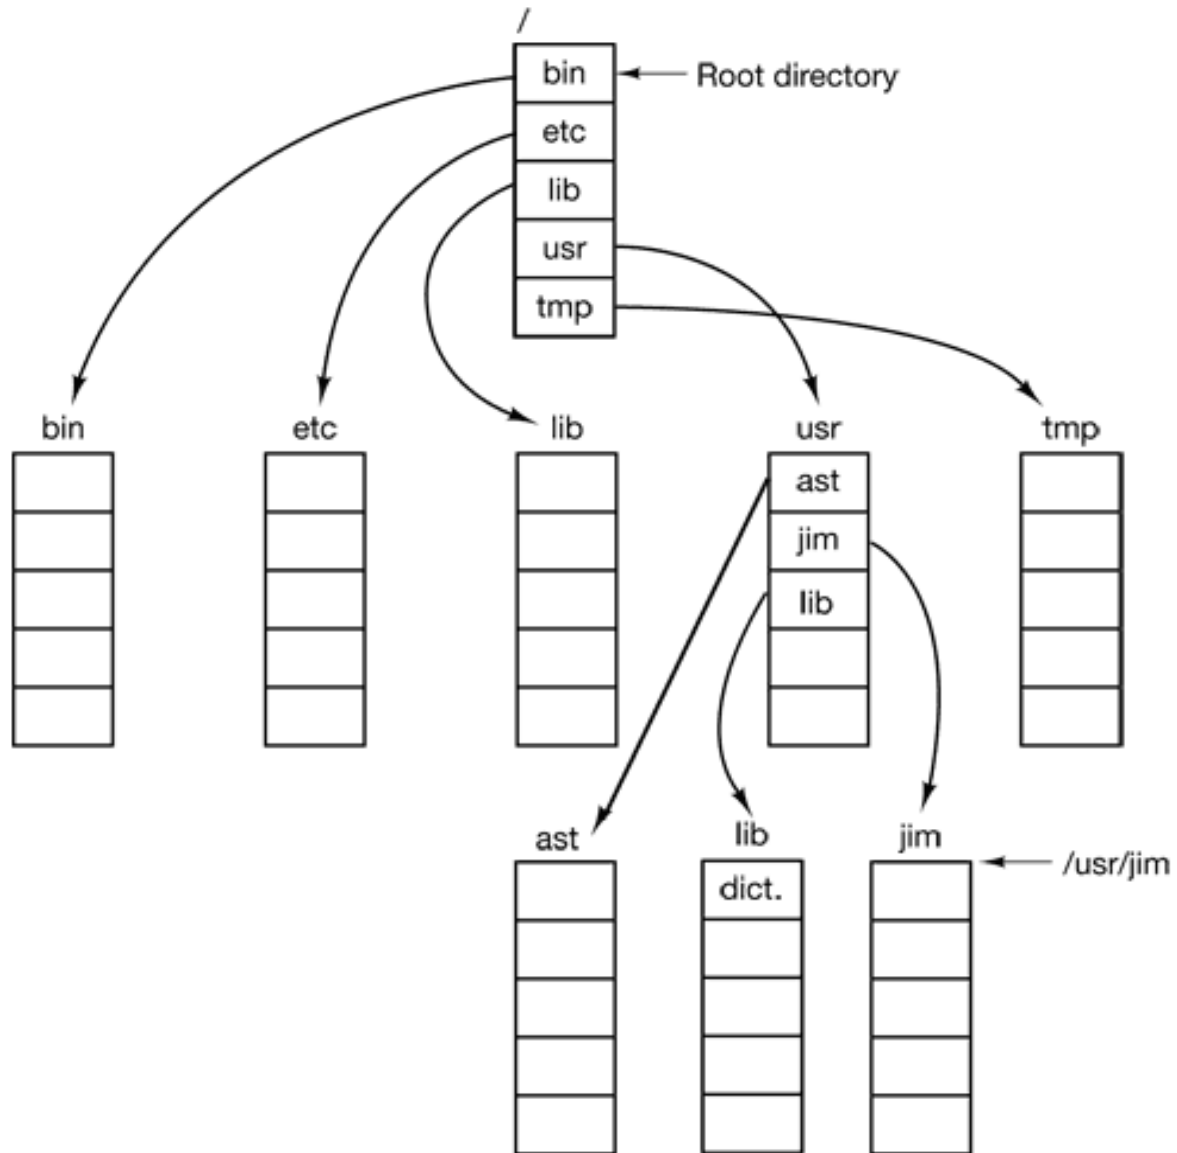 /
bin
Root directory
etc
lib
usr
tmp
bin
etc
lib
usr
tmp
ast
jim
lib
ast
lib
jim
/usr/jim
dict.